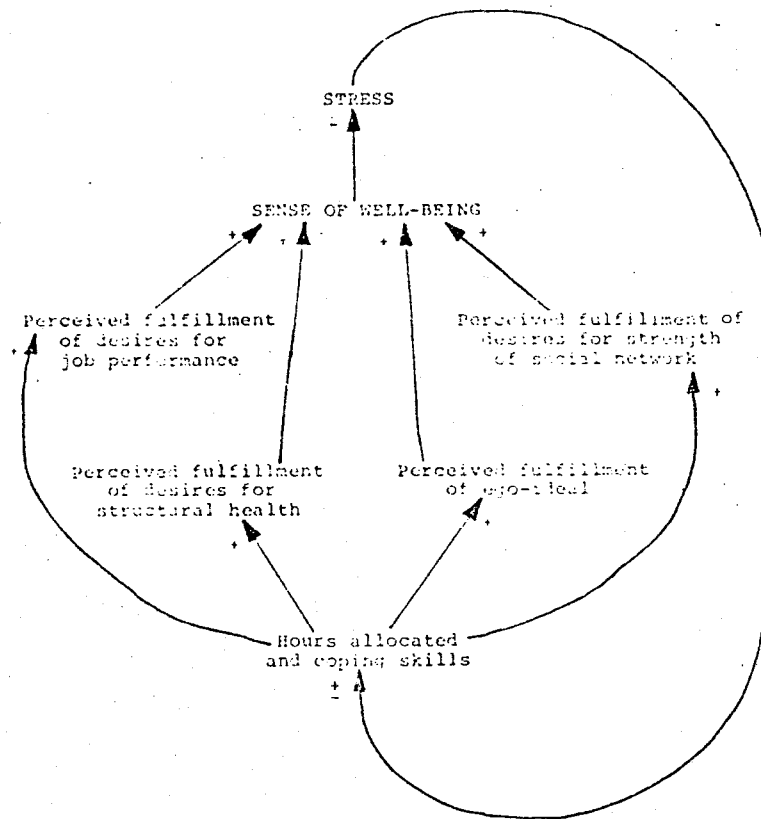 STRESS
-
SENSE OF WELL-BEING
+ + + +
Perceived fulfillment
of desires for
job performance
+
Perceived fulfillment of
desires for strength
of social network
+
Perceived fulfillment
of desires for
structural health
+
Perceived fulfillment
of ego-ideal
+
Hours allocated
and coping skills
+
-